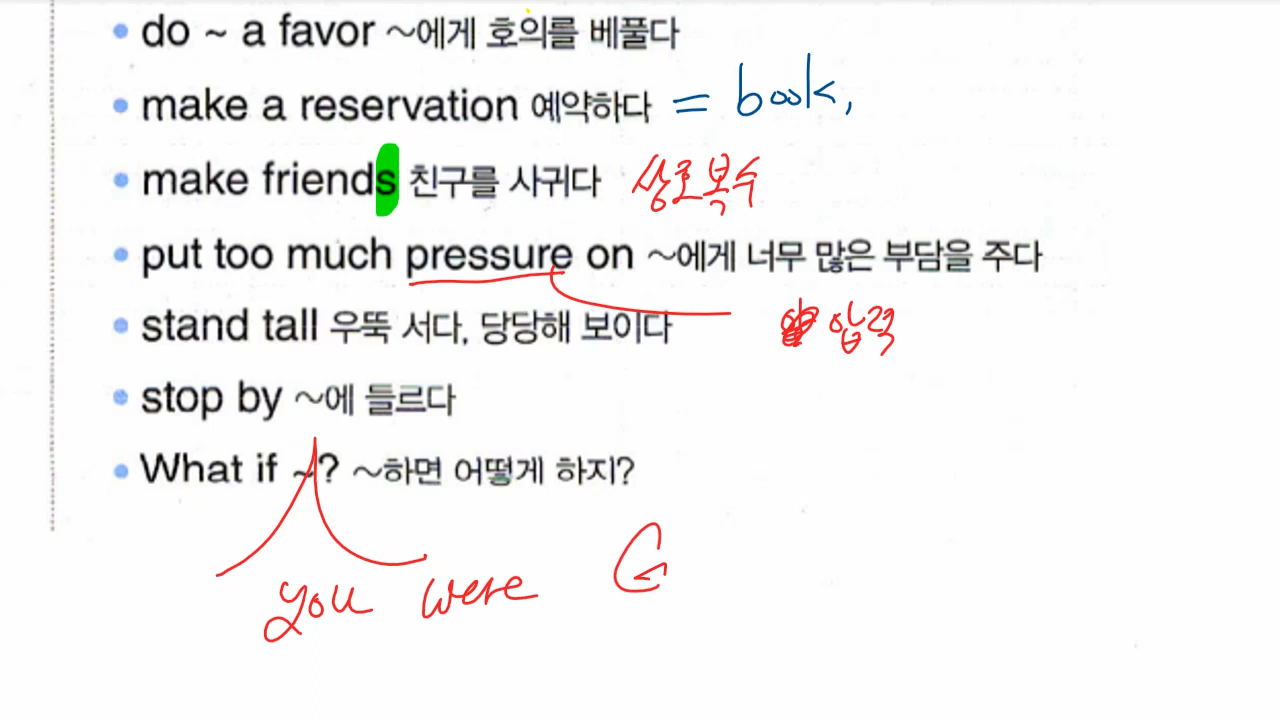 • do ~ a favor ~에게 호의를 베풀다
• make a reservation 예약하다 = book,
• make friends 친구를 사귀다 상호복수
• put too much pressure on ~에게 너무 많은 부담을 주다
• stand tall 우뚝 서다, 당당해 보이다 압력
• stop by ~에 들르다
• What if ~? ~하면 어떻게 하지?
you were G